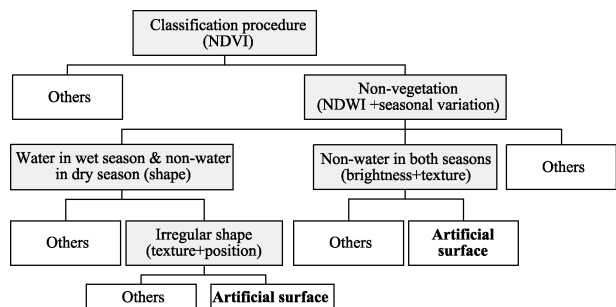 Classification procedure
(NDVI)
Others
Non-vegetation
(NDWI +seasonal variation)
Water in wet season & non-water
in dry season (shape)
Non-water in both seasons
(brightness+texture)
Others
Others
Irregular shape
(texture+position)
Others
Artificial
surface
Others
Artificial surface